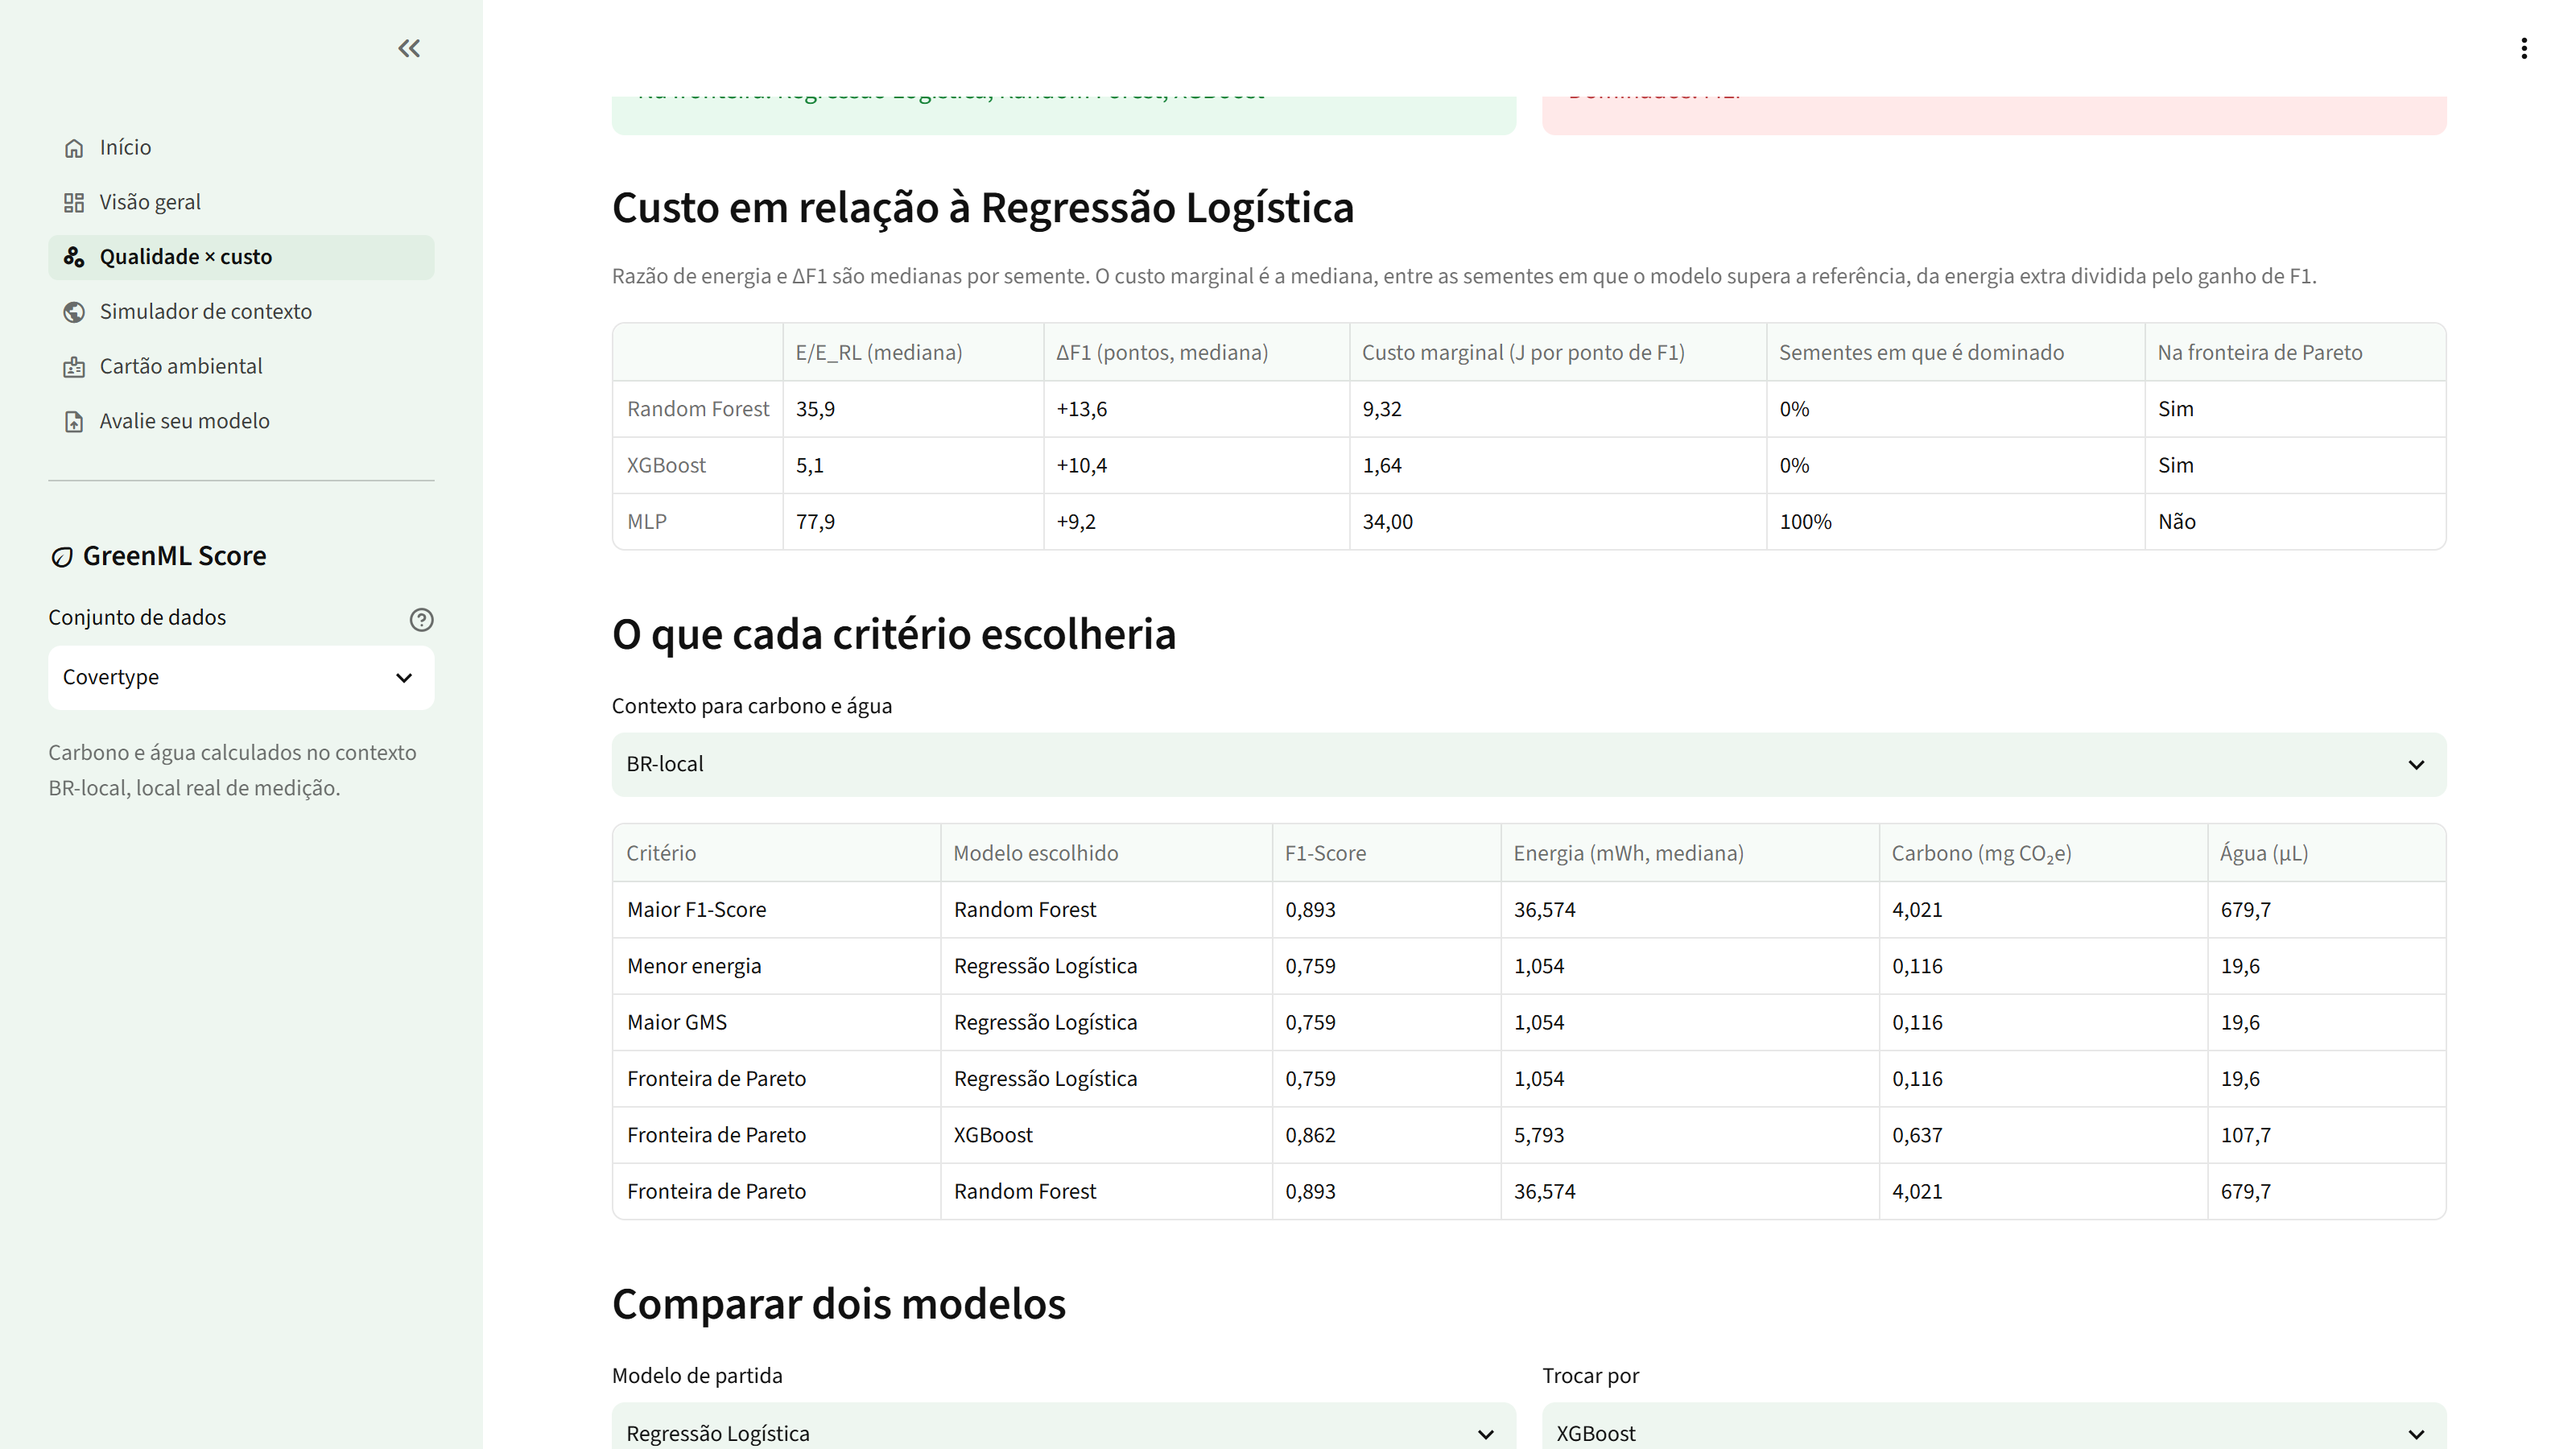 Início
Visão geral
Qualidade × custo
Simulador de contexto
Cartão ambiental
Avalie seu modelo
GreenML Score
Conjunto de dados
Covertype
Carbono e água calculados no contexto
BR-local, local real de medição.
Custo em relação à Regressão Logística
Razão de energia e ΔF1 são medianas por semente. O custo marginal é a mediana, entre as sementes em que o modelo supera a referência, da energia extra dividida pelo ganho de F1.
E/E_RL (mediana) ΔF1 (pontos, mediana) Custo marginal (J por ponto de F1) Sementes em que é dominado Na fronteira de Pareto
Random Forest 35,9 +13,6 9,32 0% Sim
XGBoost 5,1 +10,4 1,64 0% Sim
MLP 77,9 +9,2 34,00 100% Não
O que cada critério escolheria
Contexto para carbono e água
BR-local
Critério Modelo escolhido F1-Score Energia (mWh, mediana) Carbono (mg CO₂e) Água (µL)
Maior F1-Score Random Forest 0,893 36,574 4,021 679,7
Menor energia Regressão Logística 0,759 1,054 0,116 19,6
Maior GMS Regressão Logística 0,759 1,054 0,116 19,6
Fronteira de Pareto Regressão Logística 0,759 1,054 0,116 19,6
Fronteira de Pareto XGBoost 0,862 5,793 0,637 107,7
Fronteira de Pareto Random Forest 0,893 36,574 4,021 679,7
Comparar dois modelos
Modelo de partida Trocar por
Regressão Logística XGBoost